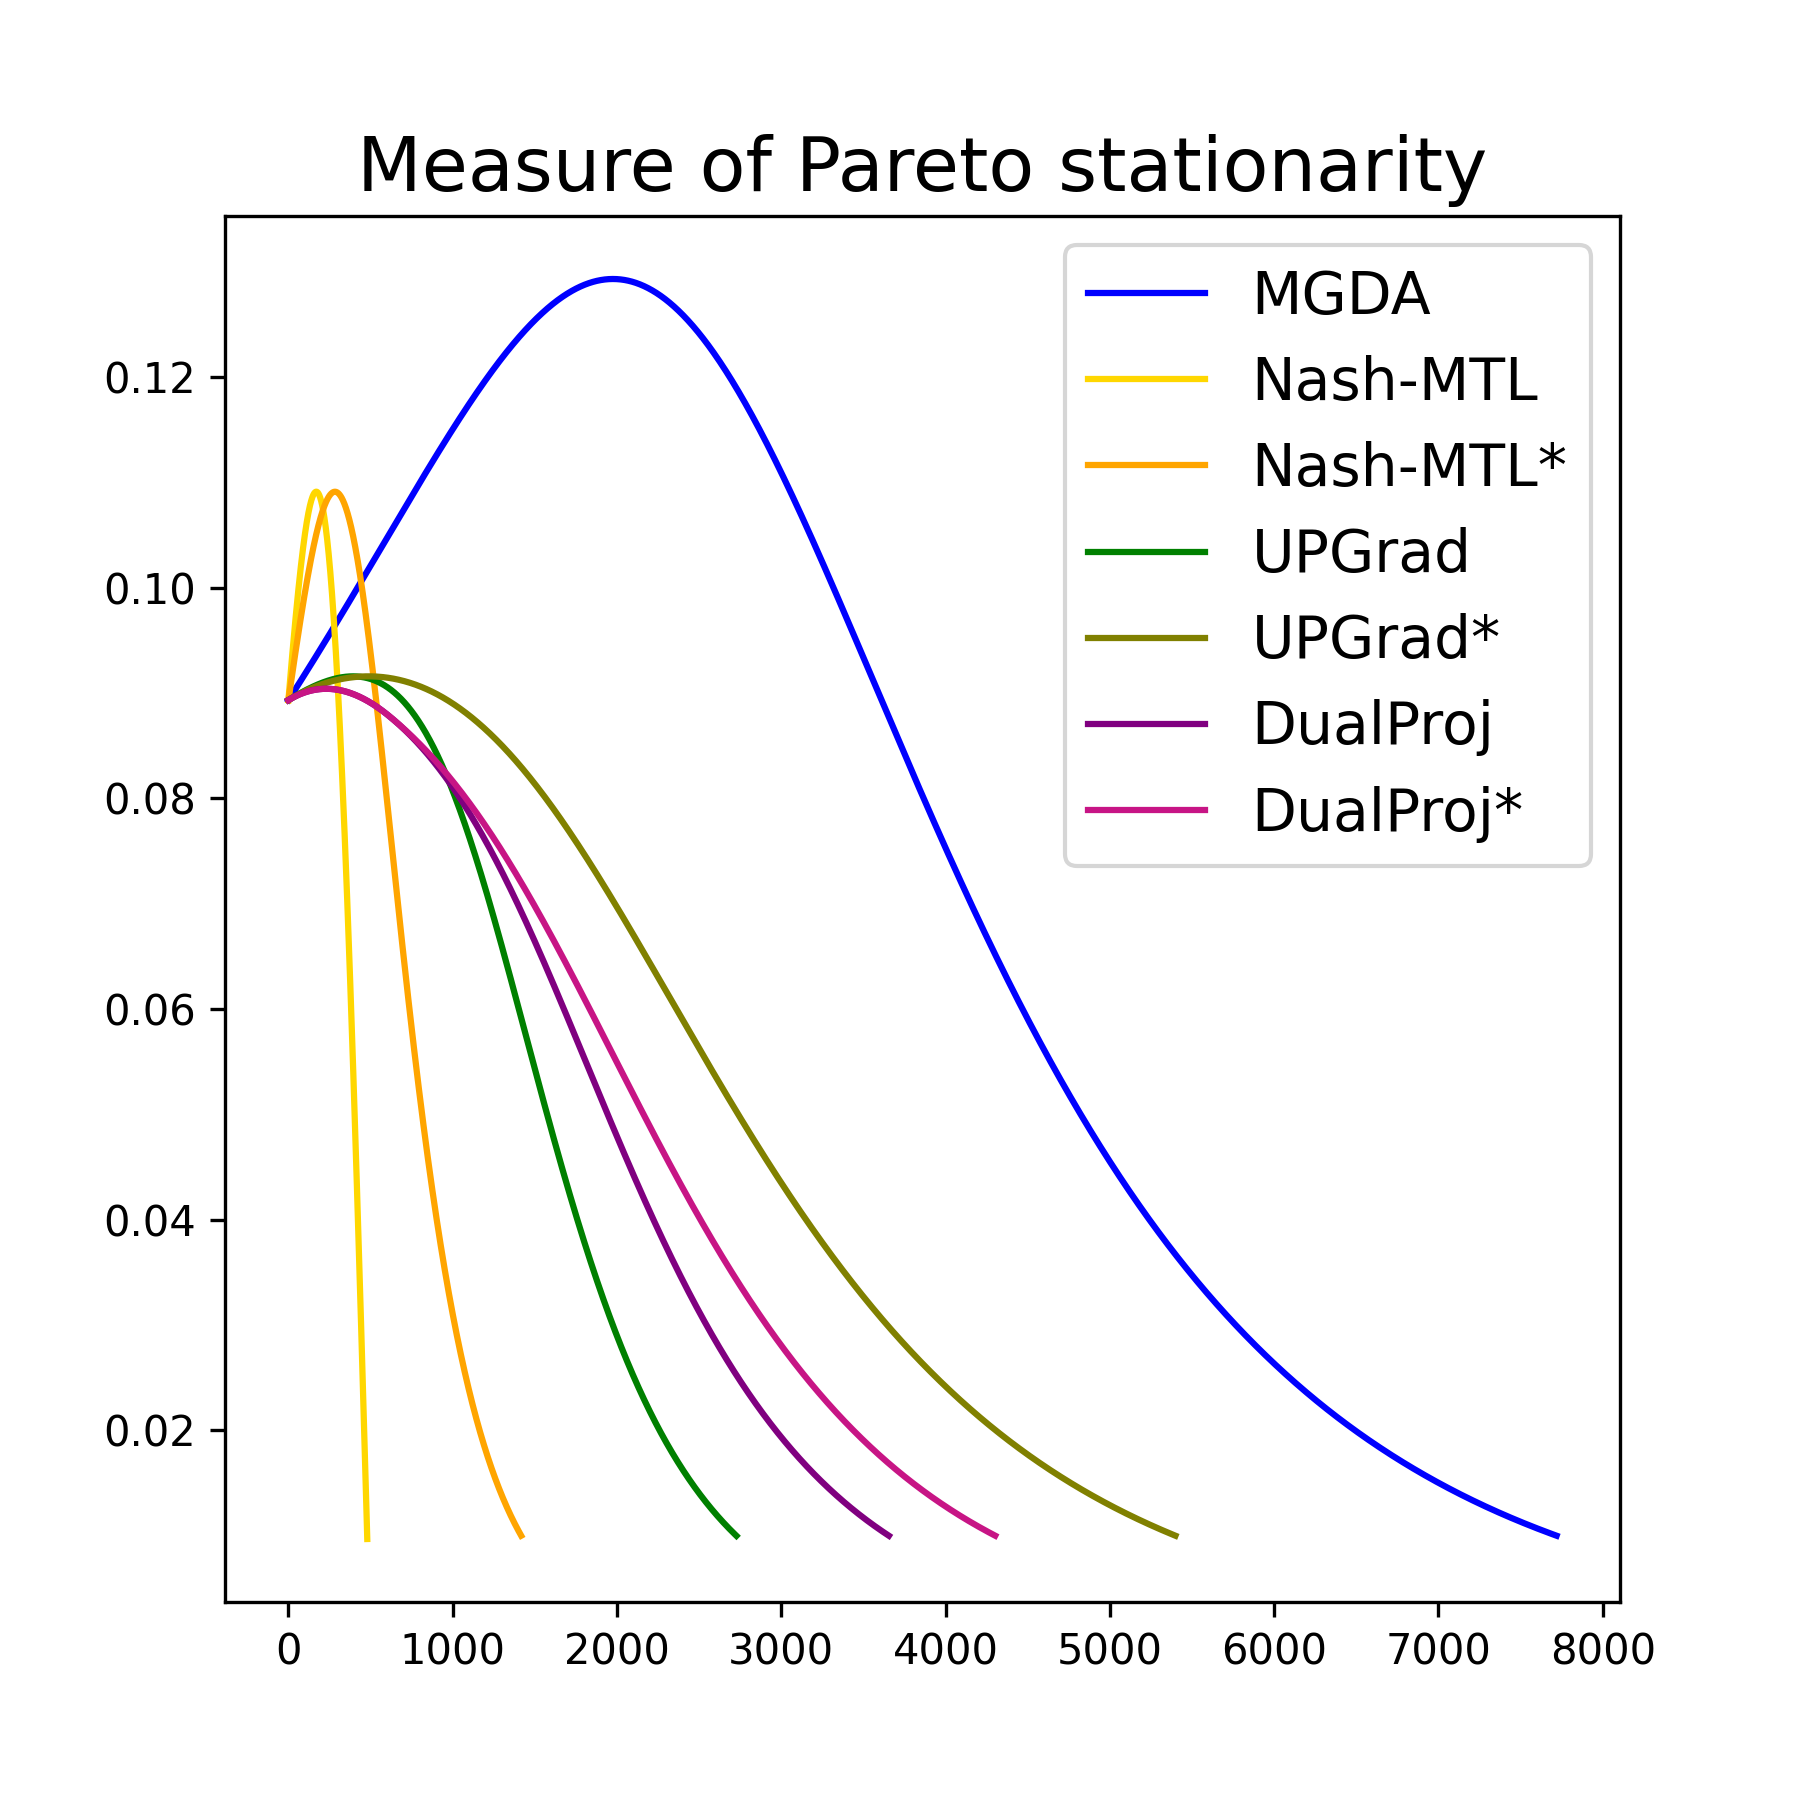 Measure of Pareto stationarity
MGDA
Nash-MTL
Nash-MTL*
UPGrad
UPGrad*
DualProj
DualProj*
0.12
0.10
0.08
0.06
0.04
0.02
0 1000 2000 3000 4000 5000 6000 7000 8000